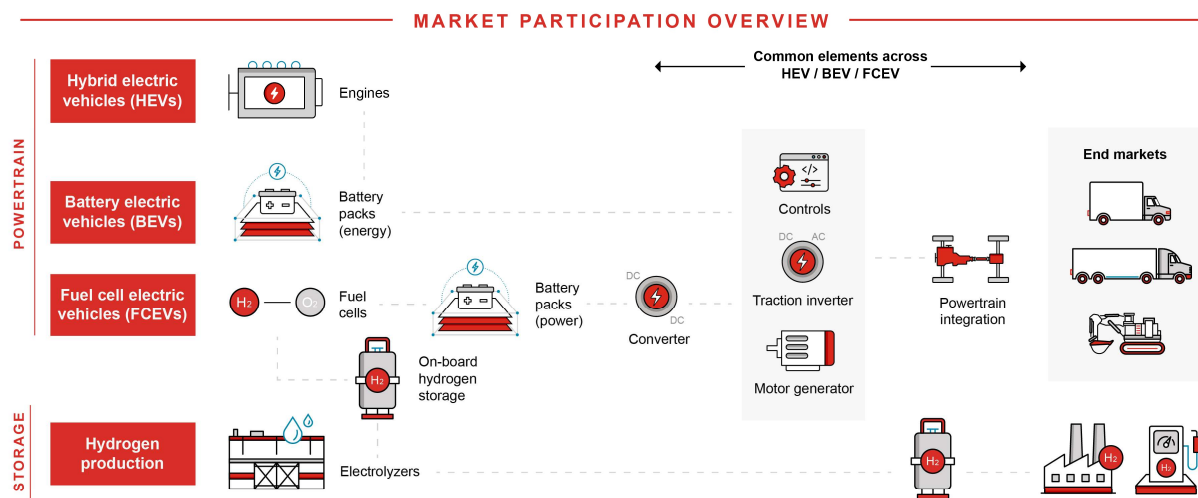 MARKET PARTICIPATION OVERVIEW
POWERTRAIN
Hybrid electric
vehicles (HEVs)
Engines
Common elements across
HEV / BEV / FCEV
Battery electric
vehicles (BEVs)
Battery
packs
(energy)
Fuel cell electric
vehicles (FCEVs)
H₂
O₂
Fuel
cells
Battery
packs
(power)
DC
DC
Converter
</>
Controls
DC
AC
Traction inverter
Motor generator
Powertrain
integration
End markets
H₂
On-board
hydrogen
storage
STORAGE
Hydrogen
production
Electrolyzers
H₂
H₂
H₂